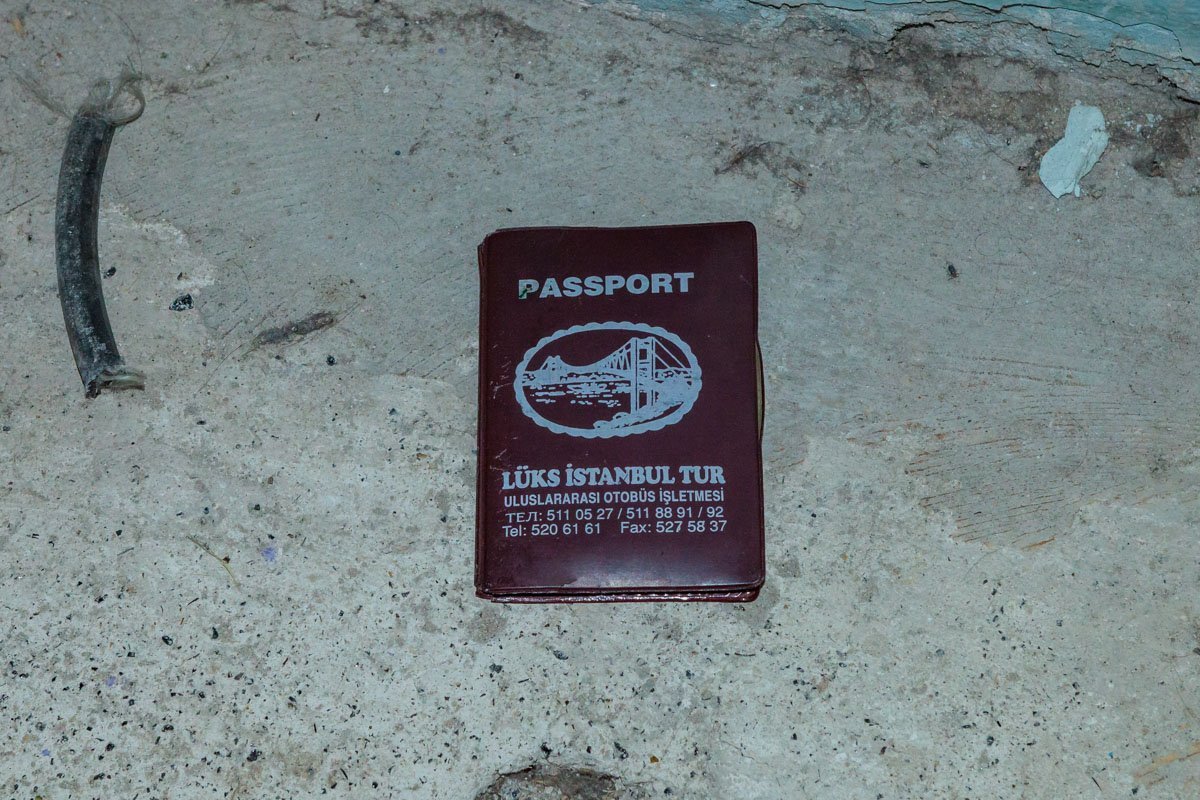 PASSPORT
LÜKS İSTANBUL TUR
ULUSLARARASI OTOBÜS İŞLETMESİ
ТЕЛ: 511 05 27 / 511 88 91 / 92
Tel: 520 61 61 Fax: 527 58 37